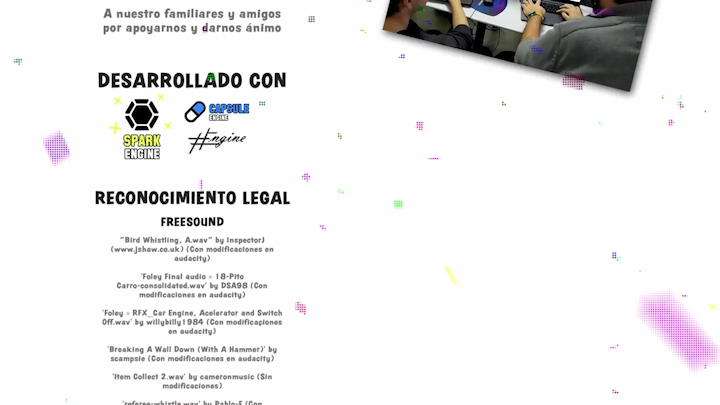 A nuestro familiares y amigos
por apoyarnos y darnos ánimo
DESARROLLADO CON
SPARK
ENGINE
CAPSULE
ENGINE
#Engine
RECONOCIMIENTO LEGAL
FREESOUND
"Bird Whistling, A.wav" by InspectorJ
(www.jshaw.co.uk) (Con modificaciones en
audacity)
'Foley Final audio » 18-Pito
Carro-consolidated.wav' by DSA98 (Con
modificaciones en audacity)
'Foley » RFX_Car Engine, Acelerator and Switch
Off.wav' by willybilly1984 (Con modificaciones
en audacity)
'Breaking A Wall Down (With A Hammer)' by
scampsie (Con modificaciones en audacity)
'Item Collect 2.wav' by cameronmusic (Sin
modificaciones)
'referee-whistle.wav' by Pablo-F (Con